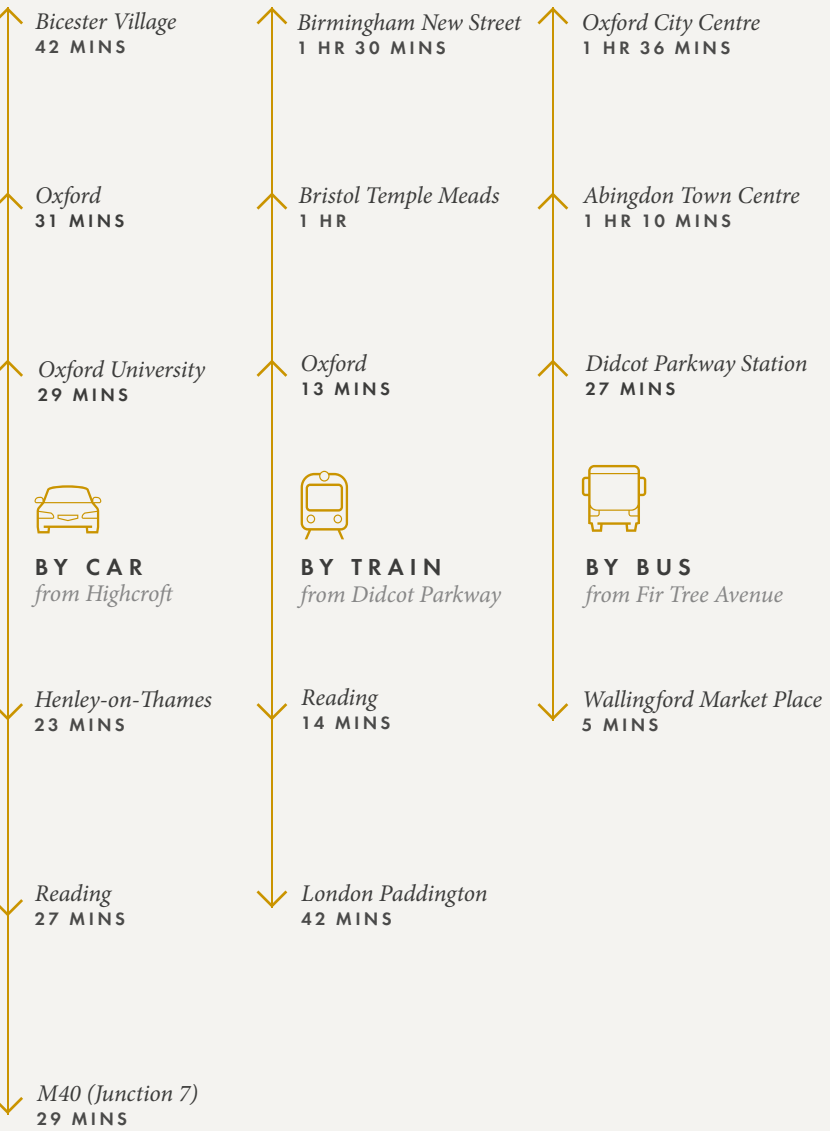 Bicester Village
42 MINS
Oxford
31 MINS
Oxford University
29 MINS
BY CAR
from Highcroft
Henley-on-Thames
23 MINS
Reading
27 MINS
M40 (Junction 7)
29 MINS
Birmingham New Street
1 HR 30 MINS
Bristol Temple Meads
1 HR
Oxford
13 MINS
BY TRAIN
from Didcot Parkway
Reading
14 MINS
London Paddington
42 MINS
Oxford City Centre
1 HR 36 MINS
Abingdon Town Centre
1 HR 10 MINS
Didcot Parkway Station
27 MINS
BY BUS
from Fir Tree Avenue
Wallingford Market Place
5 MINS